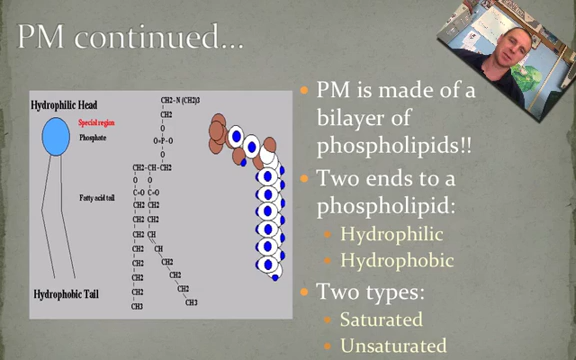 PM continued...
Hydrophilic Head
Special region
Phosphate
Fatty acid tail
Hydrophobic Tail
CH2-N (CH2)3
CH2
O
O=P-O
O
CH2-CH-CH2
O O
C=O C=O
CH2 CH2
CH2 CH2
CH2 CH
CH2 CH
CH2 CH2
CH2 CH2
CH2 CH2
CH3 CH3
PM is made of a
bilayer of
phospholipids!!
Two ends to a
phospholipid:
Hydrophilic
Hydrophobic
Two types:
Saturated
Unsaturated